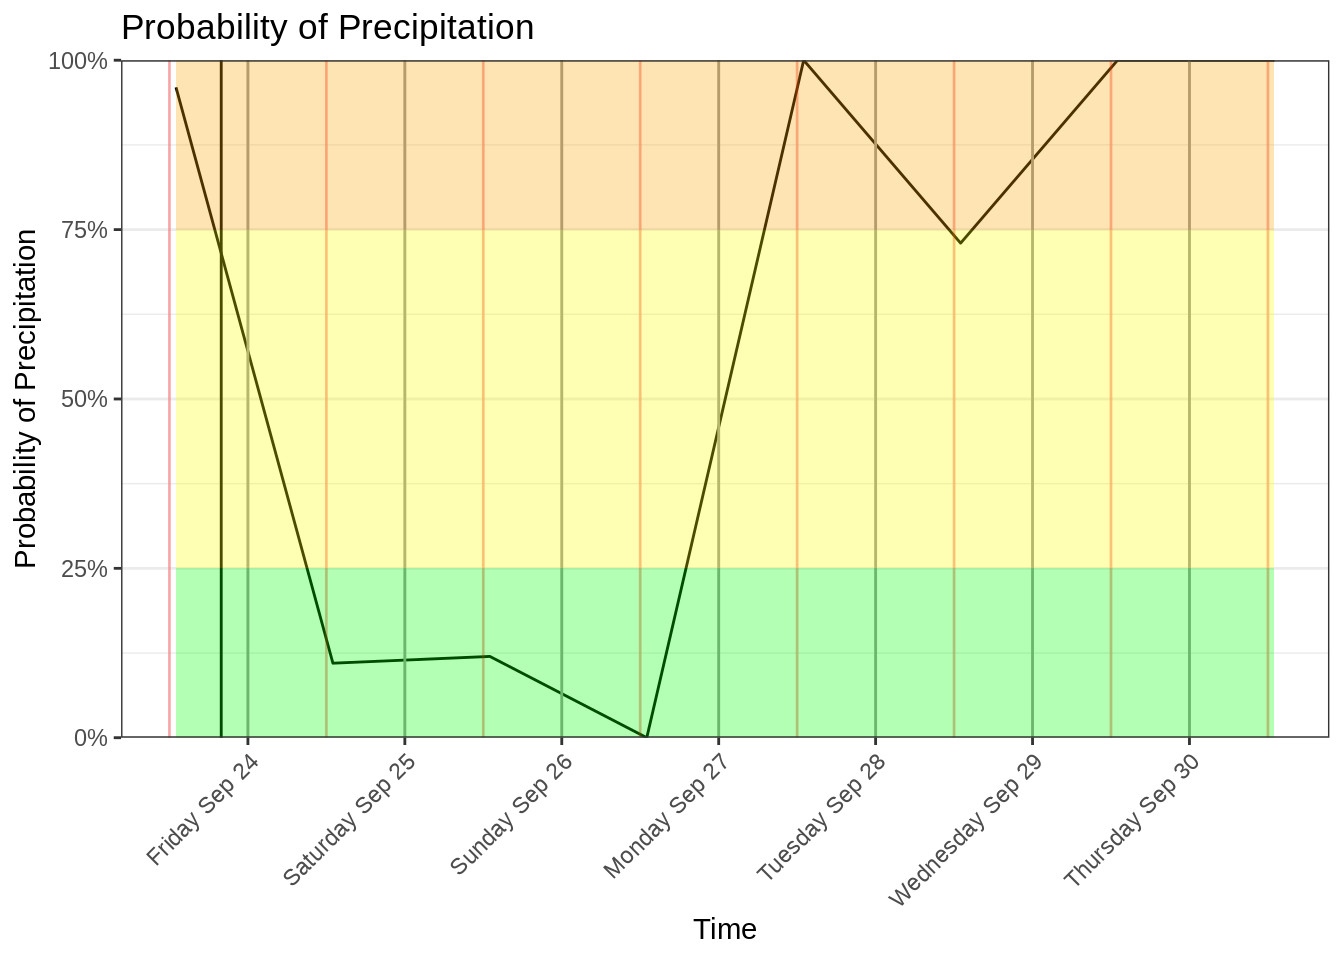 Probability of Precipitation
Probability of Precipitation
100%
75%
50%
25%
0%
Friday Sep 24
Saturday Sep 25
Sunday Sep 26
Monday Sep 27
Tuesday Sep 28
Wednesday Sep 29
Thursday Sep 30
Time